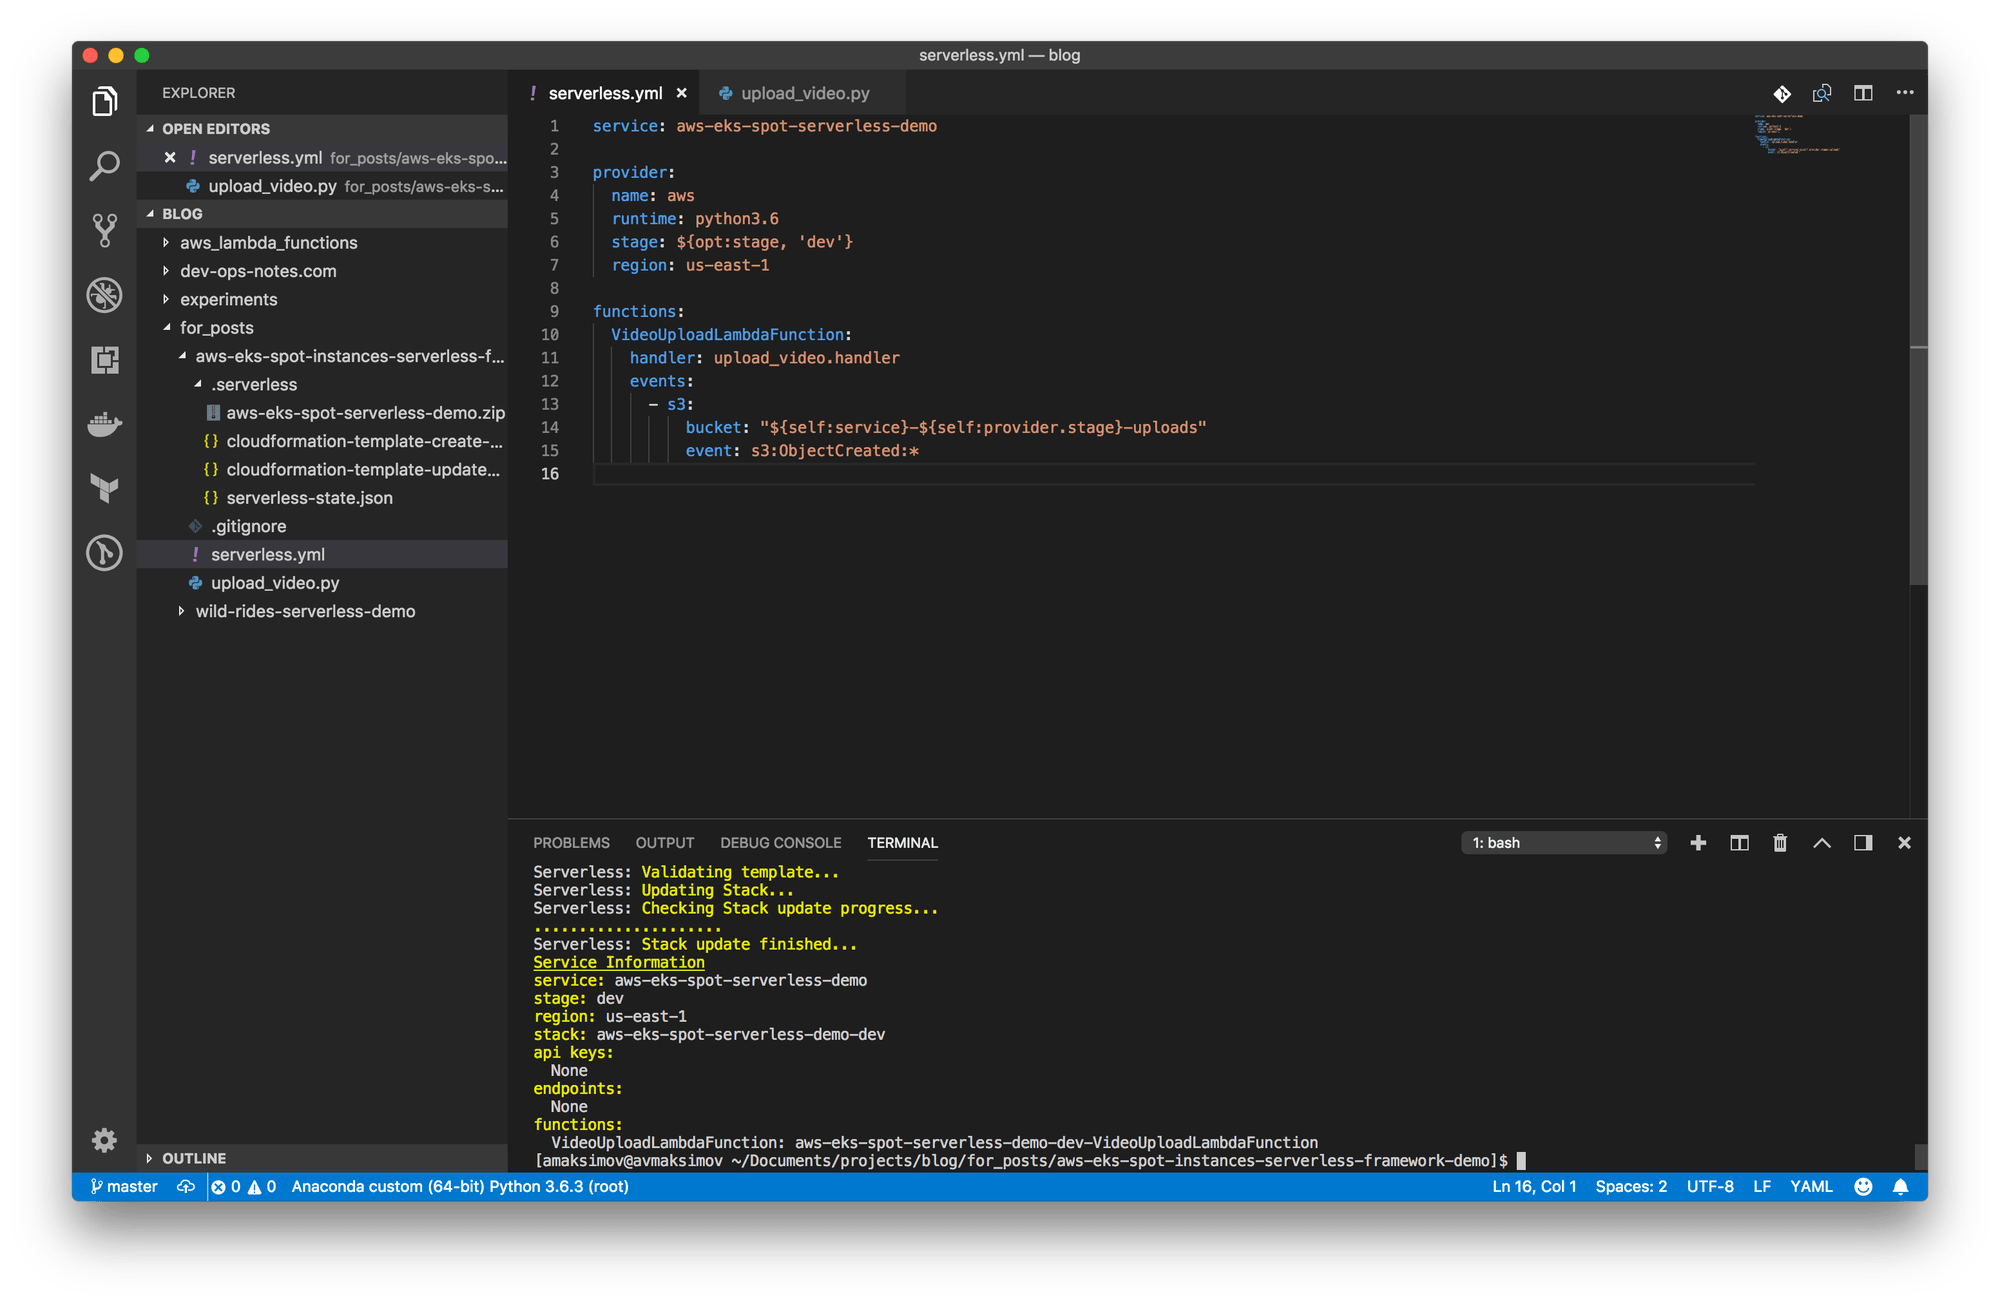 serverless.yml — blog
EXPLORER
OPEN EDITORS
serverless.yml for_posts/aws-eks-spo...
upload_video.py for_posts/aws-eks-s...
BLOG
aws_lambda_functions
dev-ops-notes.com
experiments
for_posts
aws-eks-spot-instances-serverless-f...
.serverless
aws-eks-spot-serverless-demo.zip
{} cloudformation-template-create-...
{} cloudformation-template-update...
{} serverless-state.json
.gitignore
! serverless.yml
upload_video.py
wild-rides-serverless-demo
OUTLINE
! serverless.yml
upload_video.py
1 service: aws-eks-spot-serverless-demo
2
3 provider:
4 name: aws
5 runtime: python3.6
6 stage: ${opt:stage, 'dev'}
7 region: us-east-1
8
9 functions:
10 VideoUploadLambdaFunction:
11 handler: upload_video.handler
12 events:
13 - s3:
14 bucket: "${self:service}-${self:provider.stage}-uploads"
15 event: s3:ObjectCreated:*
16
PROBLEMS OUTPUT DEBUG CONSOLE TERMINAL
1: bash
Serverless: Validating template...
Serverless: Updating Stack...
Serverless: Checking Stack update progress...
.....................
Serverless: Stack update finished...
Service Information
service: aws-eks-spot-serverless-demo
stage: dev
region: us-east-1
stack: aws-eks-spot-serverless-demo-dev
api keys:
None
endpoints:
None
functions:
VideoUploadLambdaFunction: aws-eks-spot-serverless-demo-dev-VideoUploadLambdaFunction
[amaksimov@avmaksimov ~/Documents/projects/blog/for_posts/aws-eks-spot-instances-serverless-framework-demo]$
master 0 0 Anaconda custom (64-bit) Python 3.6.3 (root)
Ln 16, Col 1 Spaces: 2 UTF-8 LF YAML